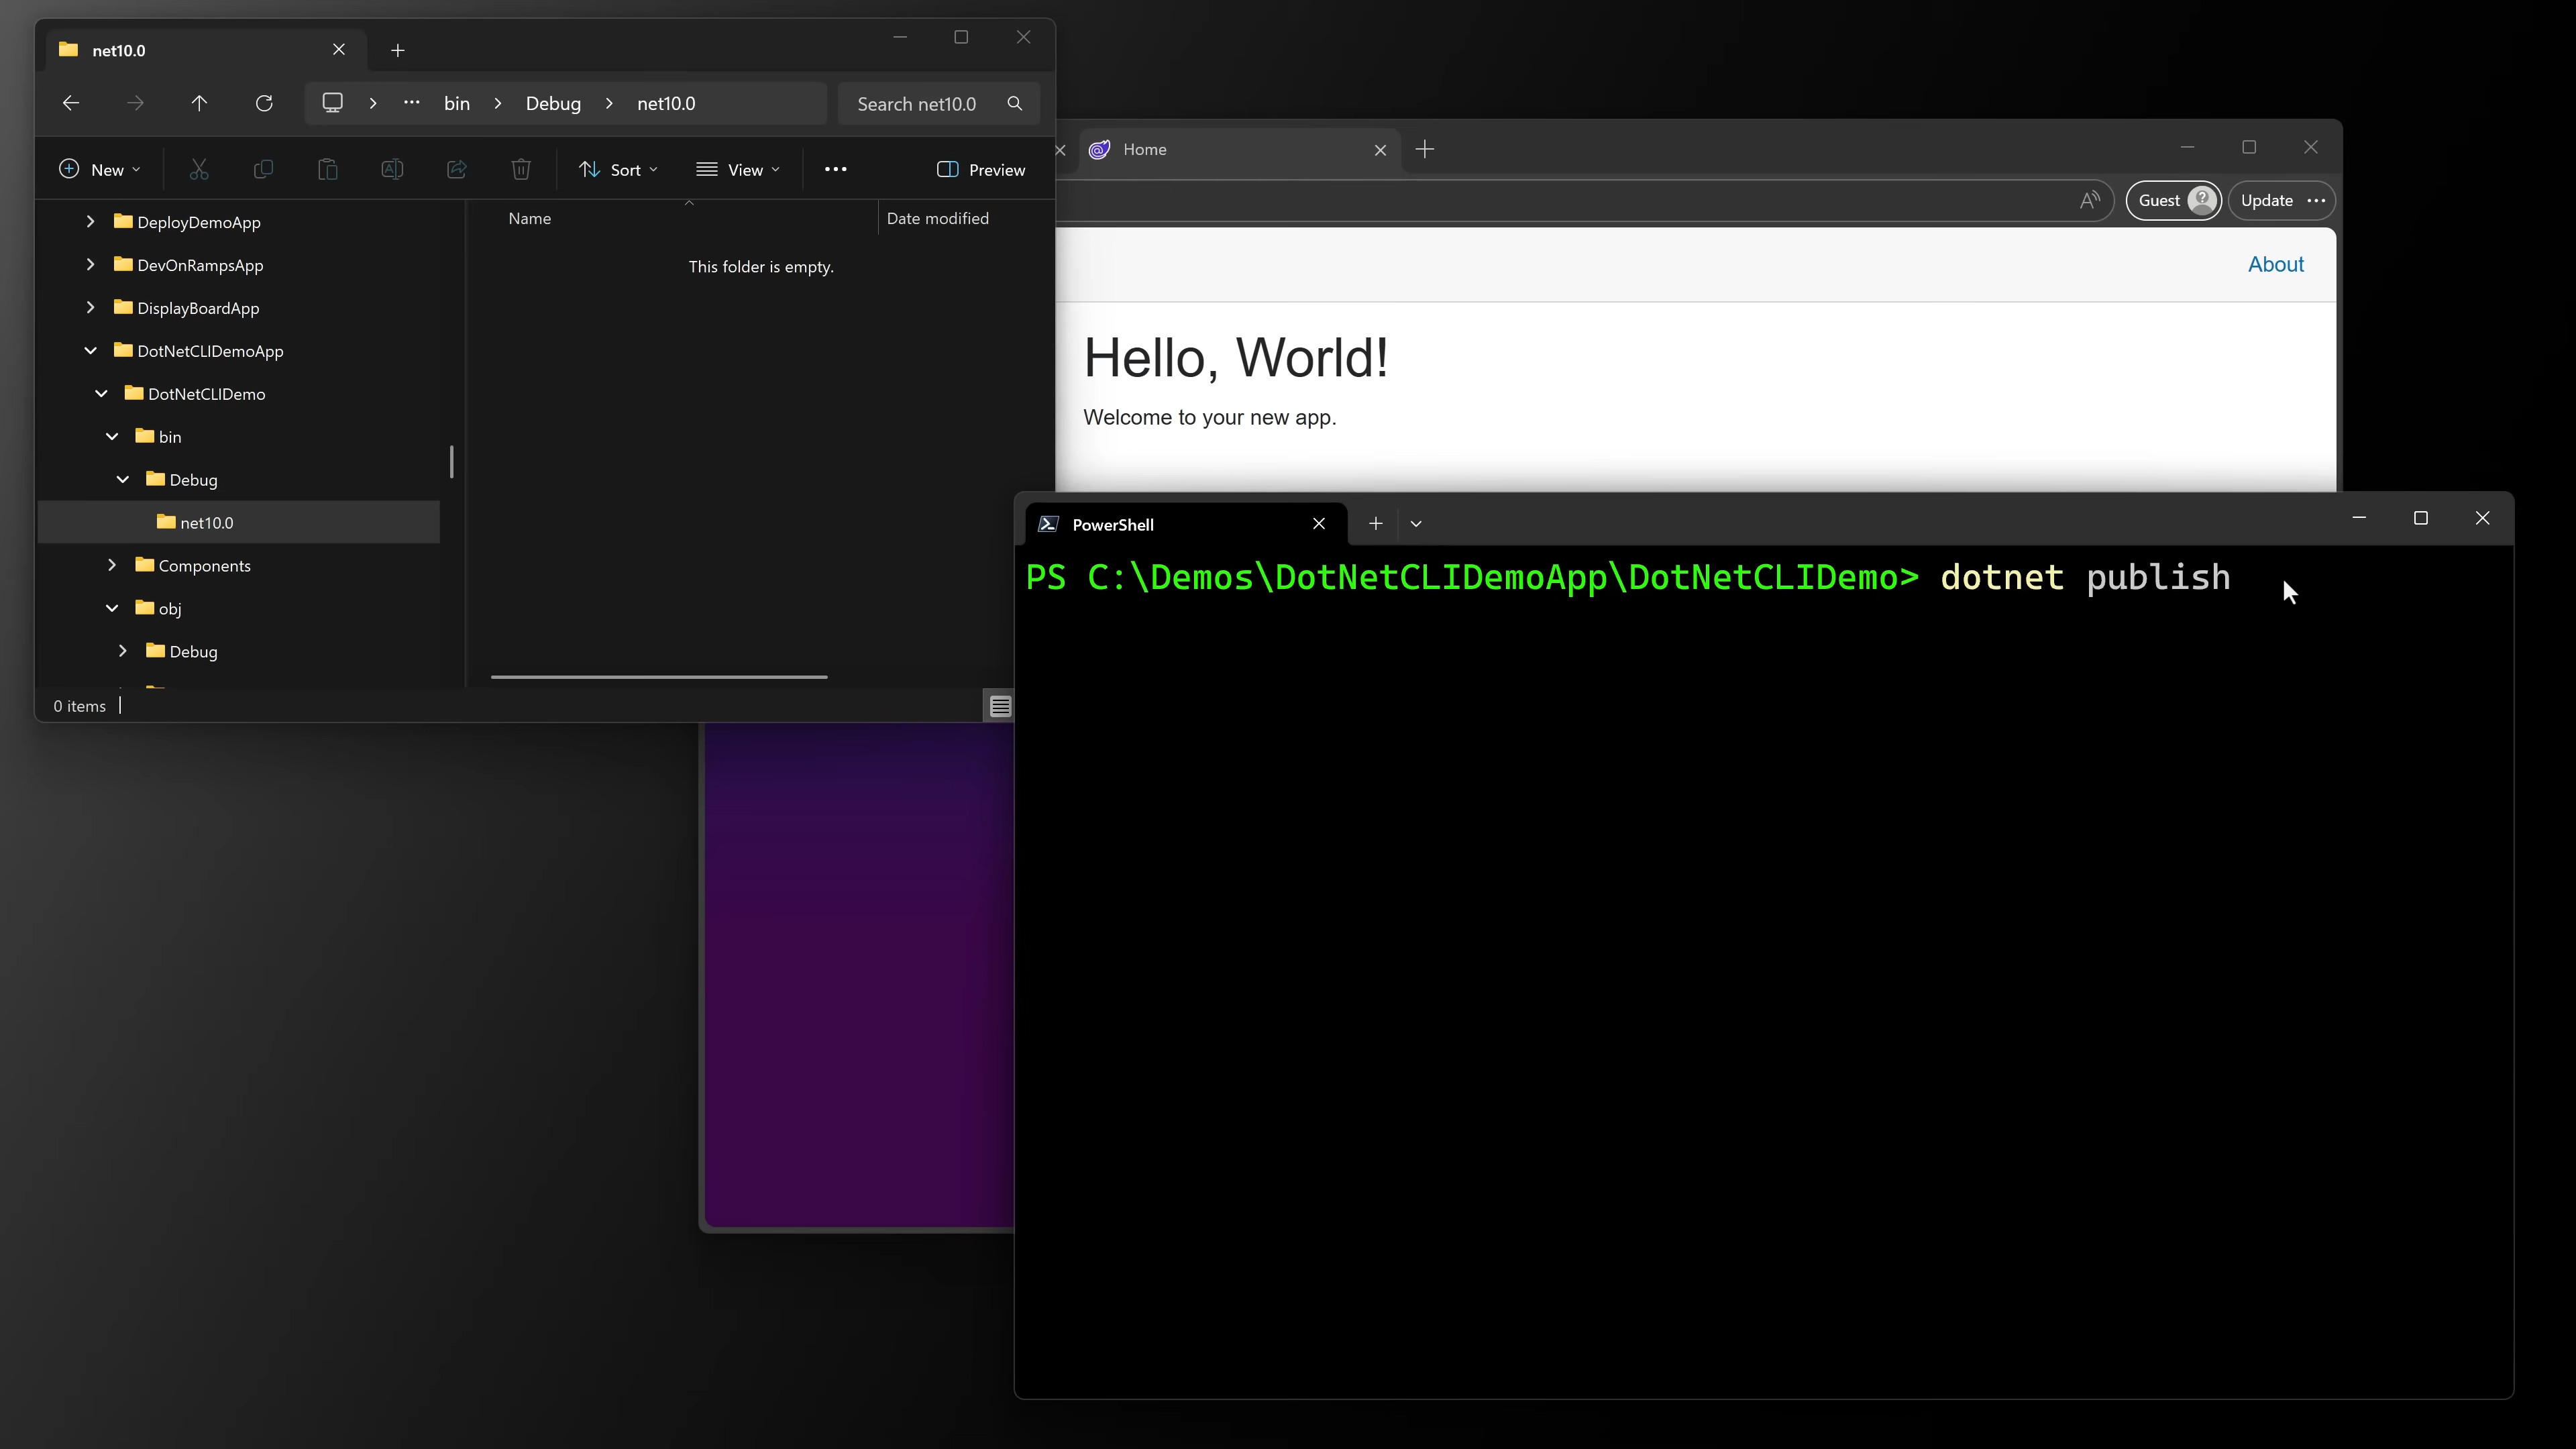 net10.0
bin Debug net10.0
Search net10.0
New Sort View Preview
DeployDemoApp
DevOnRampsApp
DisplayBoardApp
DotNetCLIDemoApp
DotNetCLIDemo
bin
Debug
net10.0
Components
obj
Debug
Name Date modified
This folder is empty.
0 items
Home
Guest Update
About
Hello, World!
Welcome to your new app.
PowerShell
PS C:\Demos\DotNetCLIDemoApp\DotNetCLIDemo> dotnet publish